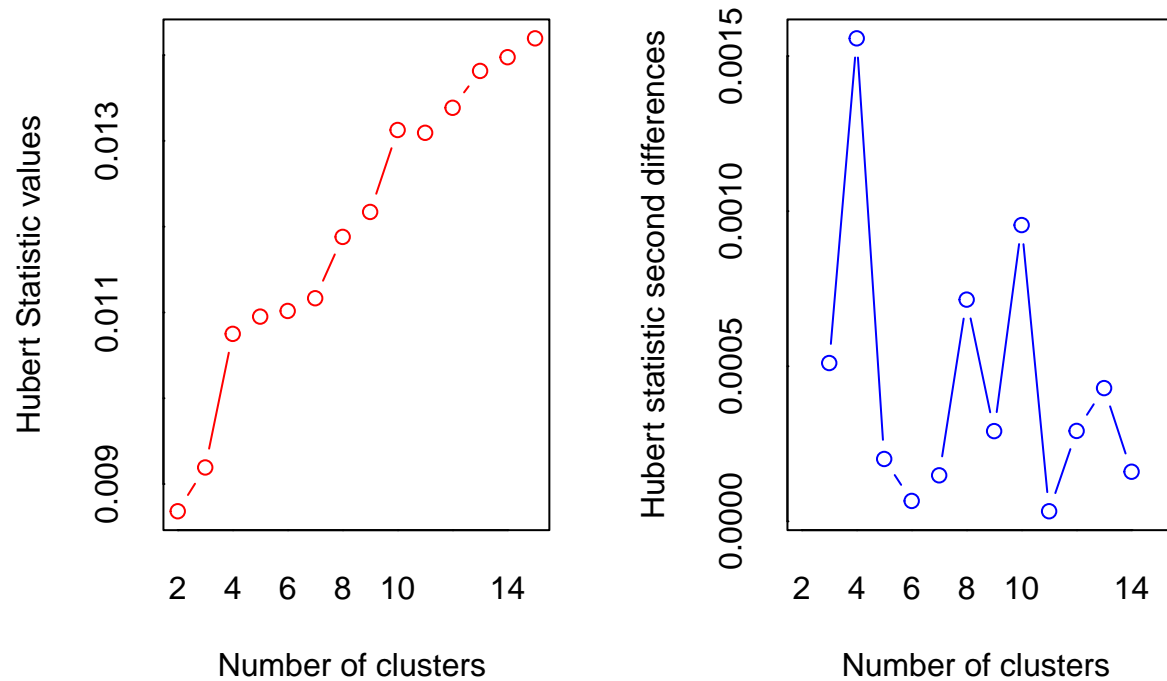 Hubert Statistic values
0.013
0.011
0.009
2 4 6 8 10 14
Number of clusters
Hubert statistic second differences
0.0015
0.0010
0.0005
0.0000
2 4 6 8 10 14
Number of clusters